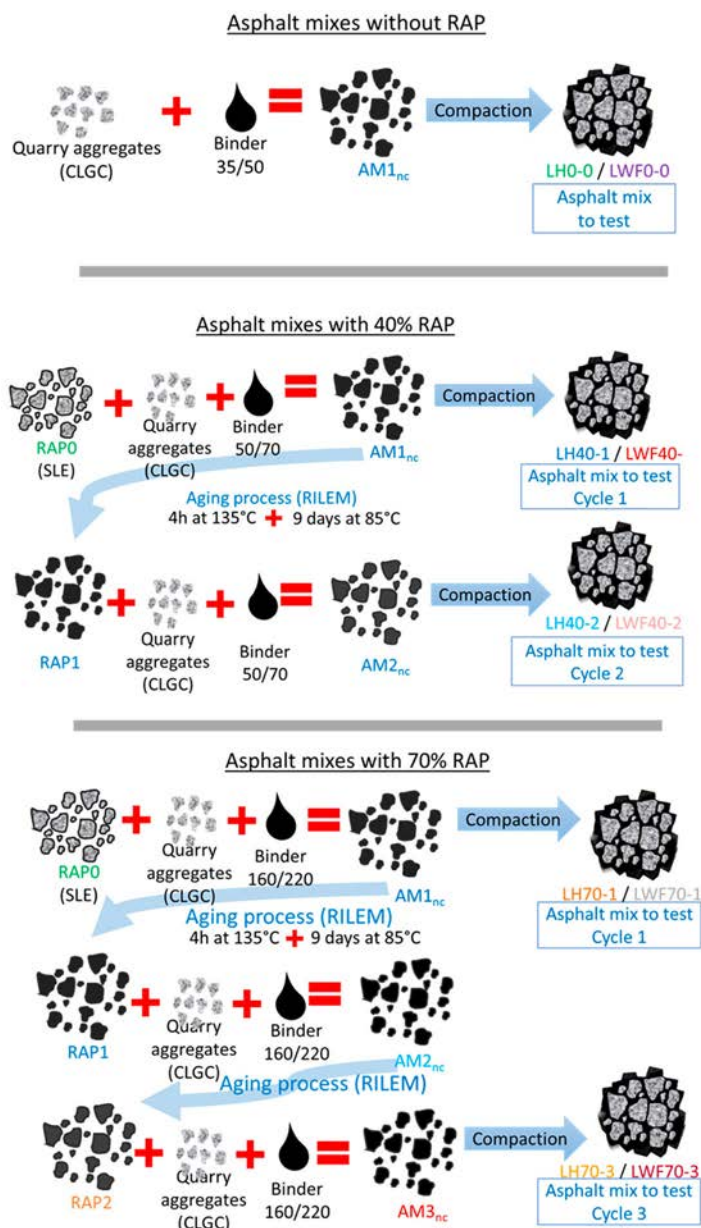 Asphalt mixes without RAP
Quarry aggregates
(CLGC)
Binder
35/50
AM1nc
Compaction
LH0-0 / LWF0-0
Asphalt mix
to test
Asphalt mixes with 40% RAP
RAP0
(SLE)
Quarry
aggregates
(CLGC)
Binder
50/70
AM1nc
Compaction
LH40-1 / LWF40-
Asphalt mix to test
Cycle 1
Aging process (RILEM)
4h at 135°C + 9 days at 85°C
RAP1
Quarry
aggregates
(CLGC)
Binder
50/70
AM2nc
Compaction
LH40-2 / LWF40-2
Asphalt mix to test
Cycle 2
Asphalt mixes with 70% RAP
RAP0
(SLE)
Quarry
aggregates
(CLGC)
Binder
160/220
AM1nc
Compaction
LH70-1 / LWF70-1
Asphalt mix to test
Cycle 1
Aging process (RILEM)
4h at 135°C + 9 days at 85°C
RAP1
Quarry
aggregates
(CLGC)
Binder
160/220
AM2nc
Aging process (RILEM)
RAP2
Quarry
aggregates
(CLGC)
Binder
160/220
AM3nc
Compaction
LH70-3 / LWF70-3
Asphalt mix to test
Cycle 3